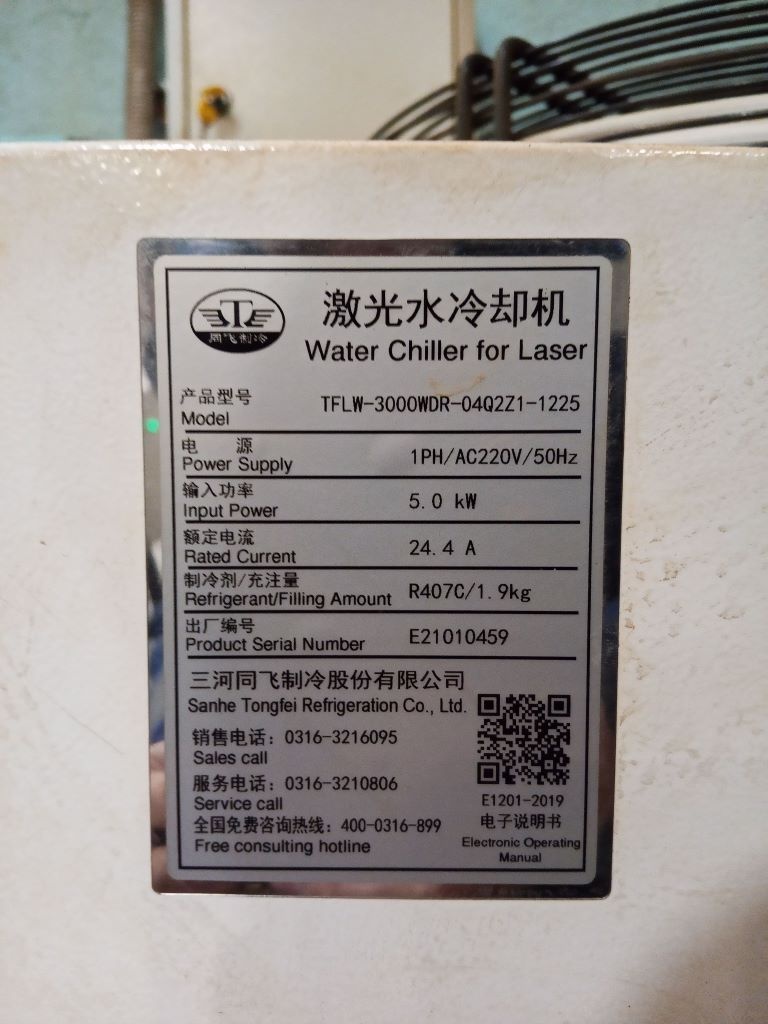 同飞制冷
激光水冷却机
Water Chiller for Laser
产品型号
Model TFLW-3000WDR-04Q2Z1-1225
电 源
Power Supply 1PH/AC220V/50Hz
输入功率
Input Power 5.0 kW
额定电流
Rated Current 24.4 A
制冷剂/充注量
Refrigerant/Filling Amount R407C/1.9kg
出厂编号
Product Serial Number E21010459
三河同飞制冷股份有限公司
Sanhe Tongfei Refrigeration Co., Ltd.
销售电话：0316-3216095
Sales call
服务电话：0316-3210806
Service call
全国免费咨询热线：400-0316-899
Free consulting hotline
E1201-2019
电子说明书
Electronic Operating
Manual